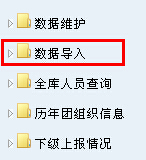 数据维护
数据导入
全库人员查询
历年团组织信息
下级上报情况